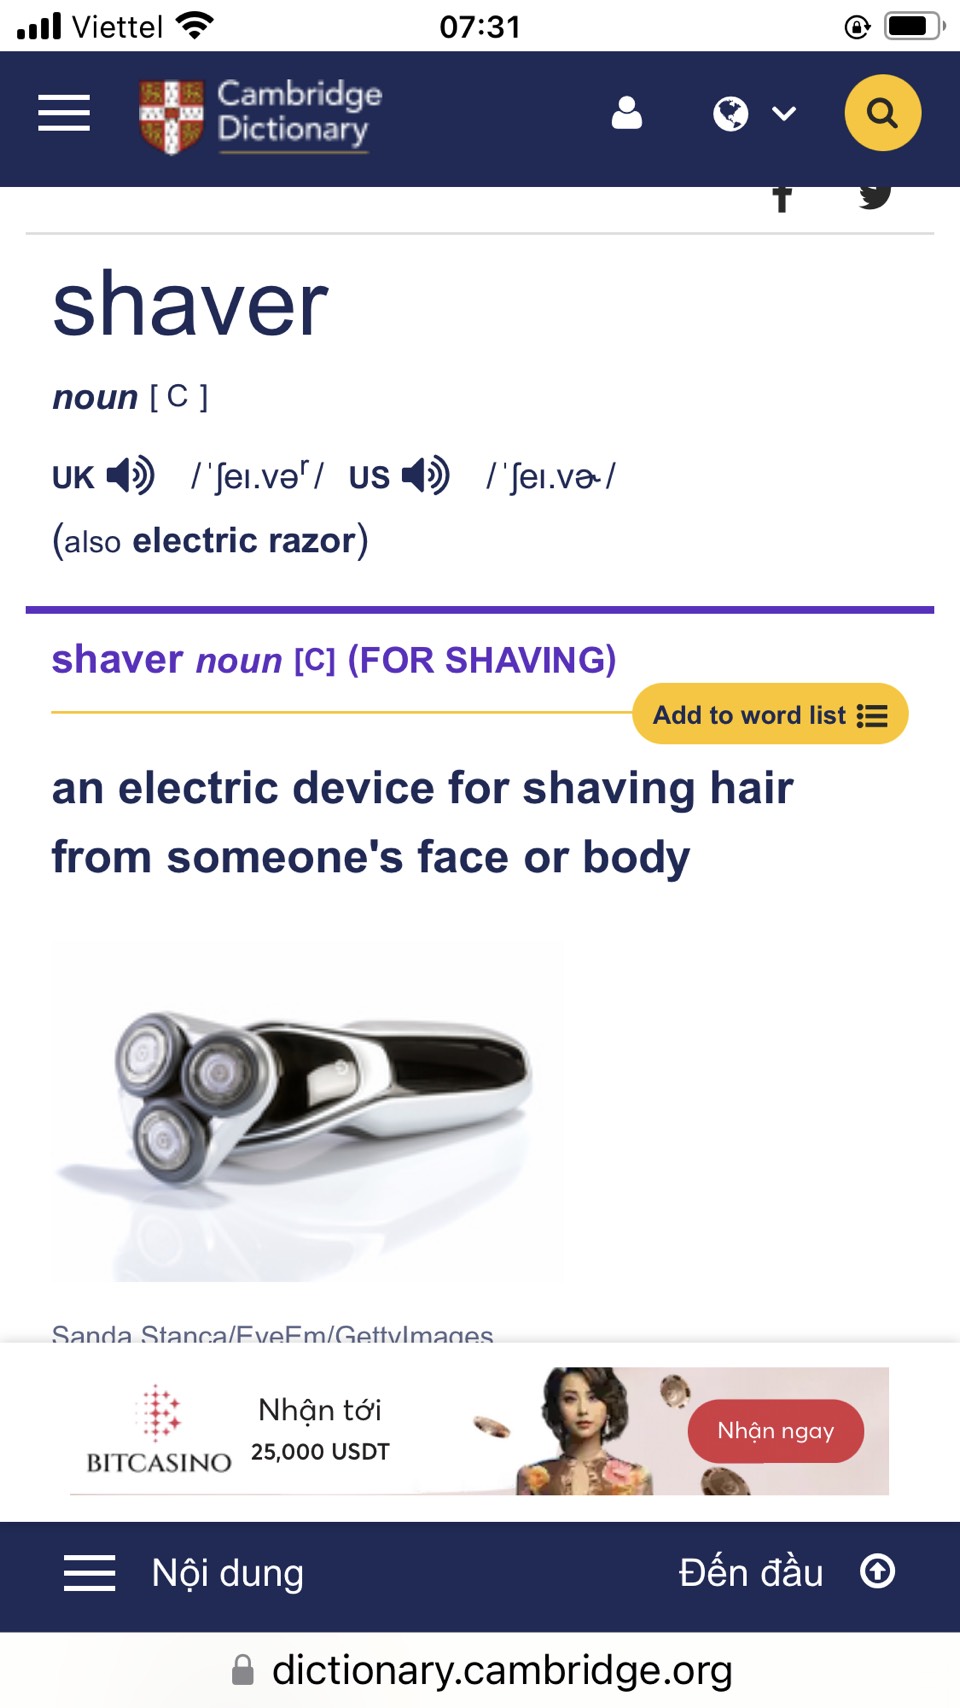 Viettel 07:31
Cambridge
Dictionary
shaver
noun [ C ]
UK /ˈʃeɪ.vəʳ/ US /ˈʃeɪ.vɚ/
(also electric razor)
shaver noun [C] (FOR SHAVING)
Add to word list
an electric device for shaving hair
from someone's face or body
Sanda Stanca/EyeEm/GettyImages
BITCASINO
Nhận tới
25,000 USDT
Nhận ngay
Nội dung
Đến đầu
dictionary.cambridge.org